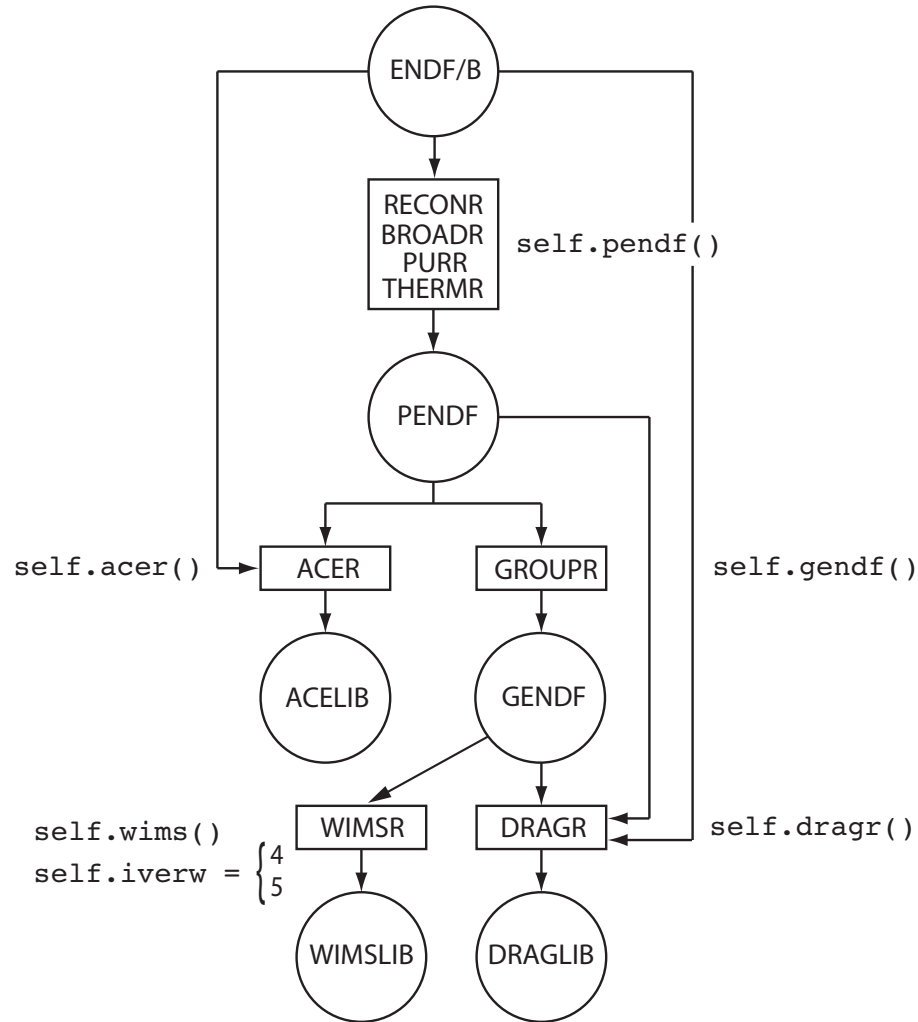 ENDF/B
RECONR
BROADR
PURR
THERMR
self.pendf()
PENDF
self.acer()
ACER
GROUPR
self.gendf()
ACELIB
GENDF
self.wims()
WIMSR
DRAGR
self.dragr()
self.iverw = { 4
5
WIMSLIB
DRAGLIB